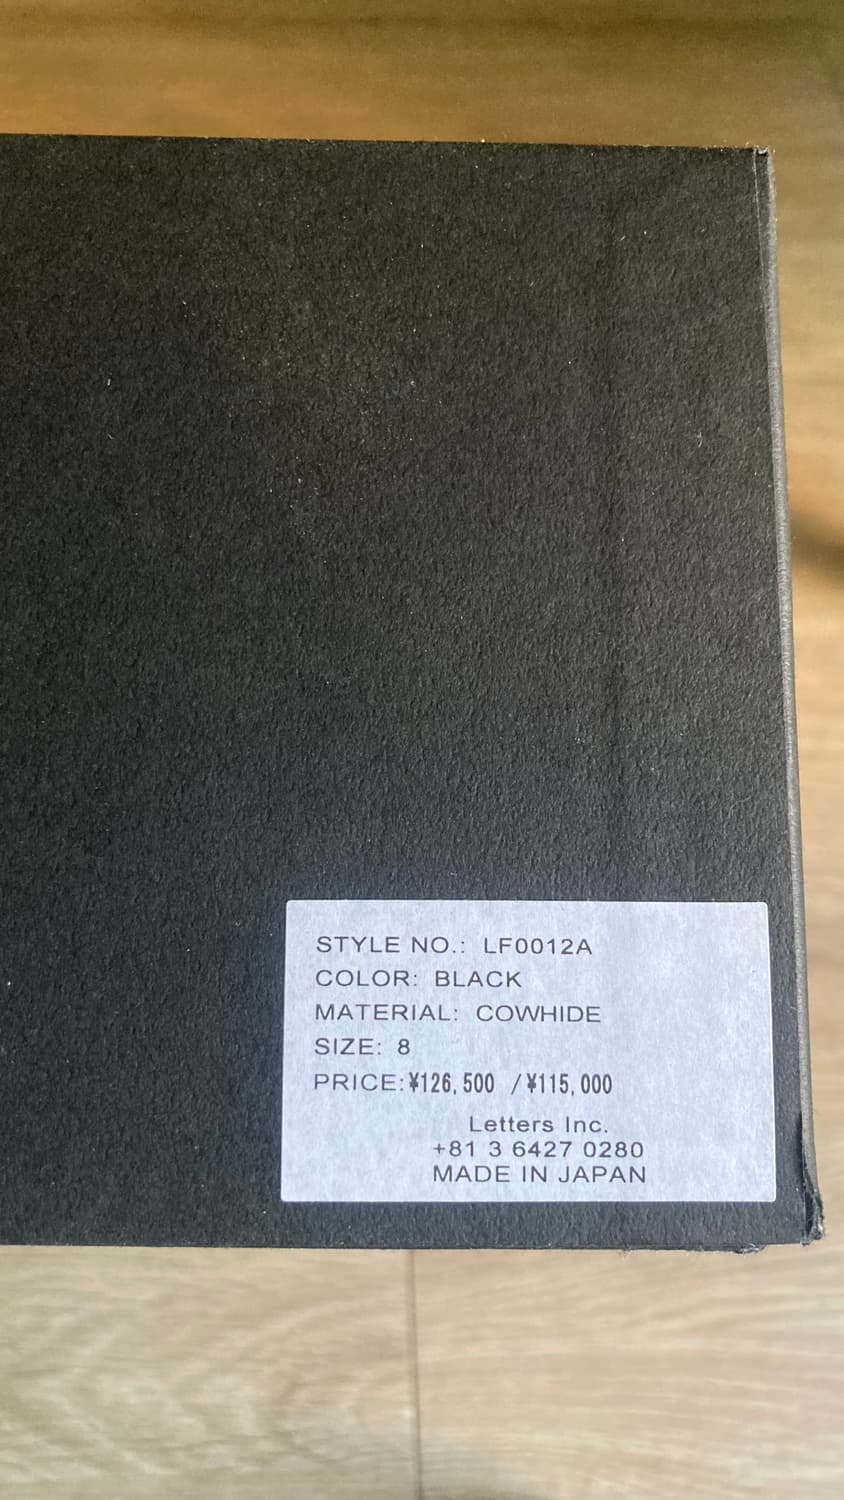 STYLE NO.: LF0012A
COLOR: BLACK
MATERIAL: COWHIDE
SIZE: 8
PRICE:¥126,500 /¥115,000
Letters Inc.
+81 3 6427 0280
MADE IN JAPAN